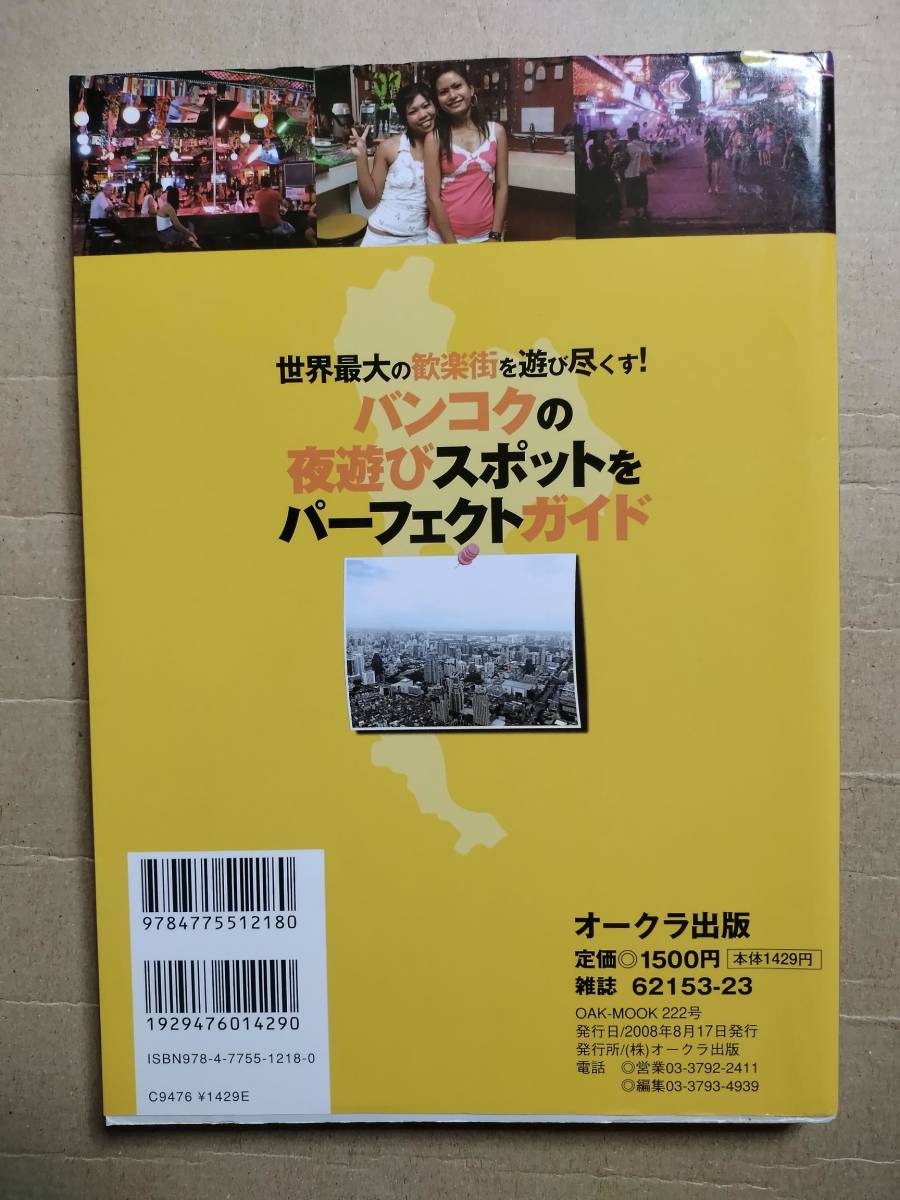 世界最大の歓楽街を遊び尽くす!
バンコクの
夜遊びスポットを
パーフェクトガイド
9784775512180
1929476014290
ISBN978-4-7755-1218-0
C9476 ¥1429E
オークラ出版
定価◎1500円 本体1429円
雑誌 62153-23
OAK-MOOK 222号
発行日/2008年8月17日発行
発行所/(株)オークラ出版
電話 ◎営業03-3792-2411
◎編集03-3793-4939